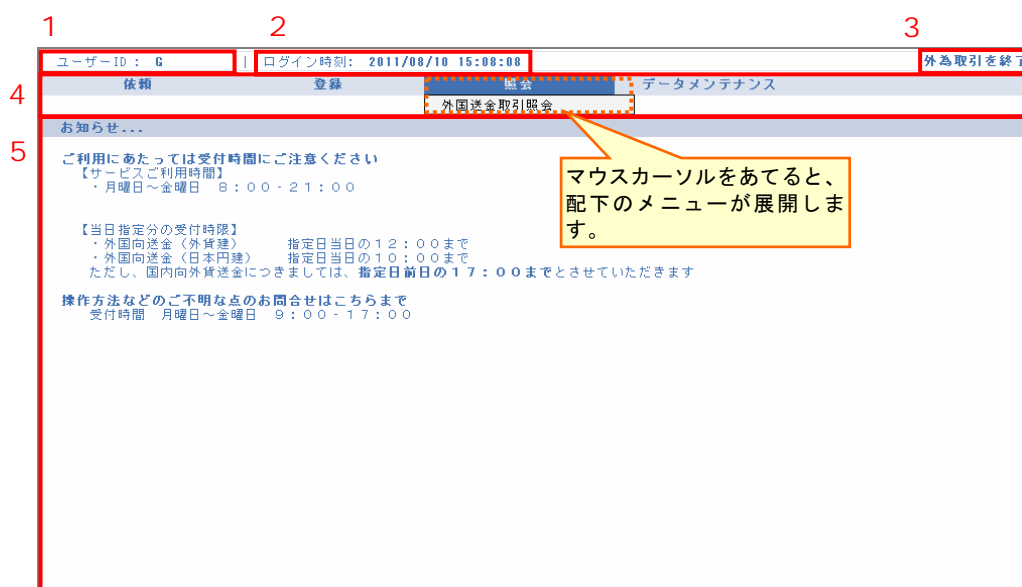 1
2
3
ユーザーID： G | ログイン時刻： 2011/08/10 15:08:08
外為取引を終了
4
依頼 登録 照会 データメンテナンス
外国送金取引照会
5
お知らせ...
ご利用にあたっては受付時間にご注意ください
【サービスご利用時間】
・月曜日～金曜日 ８：００‐２１：００
マウスカーソルをあてると、
配下のメニューが展開しま
す。
【当日指定分の受付時限】
・外国向送金（外貨建） 指定日当日の１２：００まで
・外国向送金（日本円建） 指定日当日の１０：００まで
ただし、国内向外貨送金につきましては、指定日前日の１７：００までとさせていただきます
操作方法などのご不明な点のお問合せはこちらまで
受付時間 月曜日～金曜日 ９：００‐１７：００